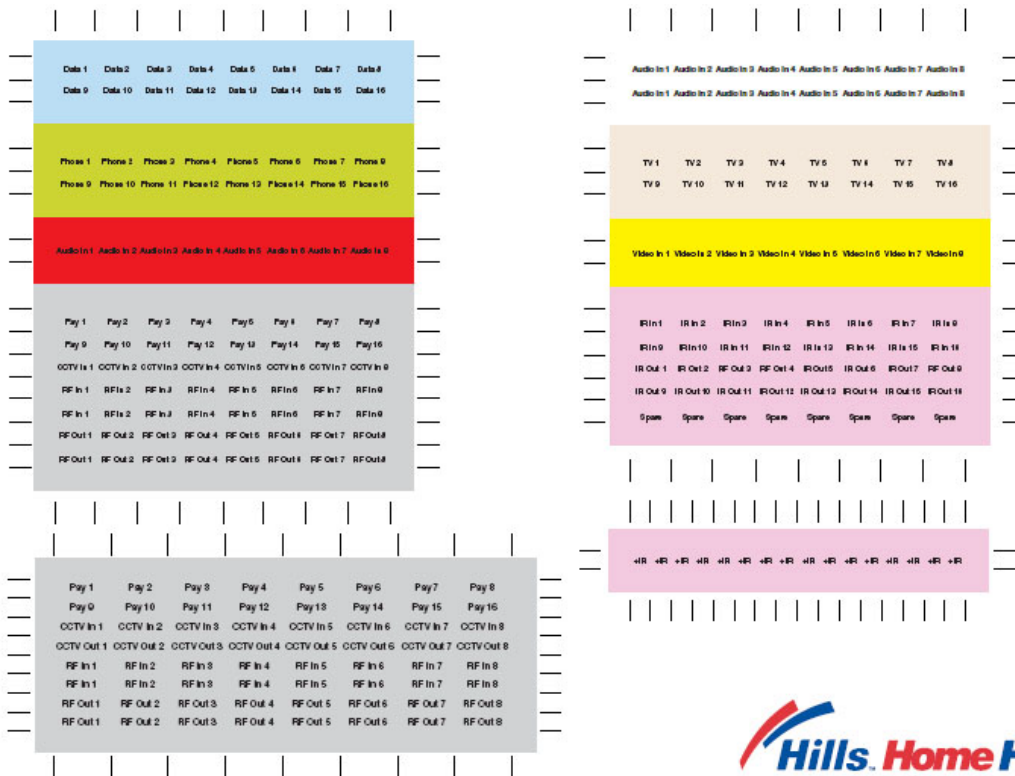 Data 1 Data 2 Data 3 Data 4 Data 5 Data 6 Data 7 Data 8
Data 9 Data 10 Data 11 Data 12 Data 13 Data 14 Data 15 Data 16
Phone 1 Phone 2 Phone 3 Phone 4 Phone 5 Phone 6 Phone 7 Phone 8
Phone 9 Phone 10 Phone 11 Phone 12 Phone 13 Phone 14 Phone 15 Phone 16
Audio In 1 Audio In 2 Audio In 3 Audio In 4 Audio In 5 Audio In 6 Audio In 7 Audio In 8
Pay 1 Pay 2 Pay 3 Pay 4 Pay 5 Pay 6 Pay 7 Pay 8
Pay 9 Pay 10 Pay 11 Pay 12 Pay 13 Pay 14 Pay 15 Pay 16
CCTV In 1 CCTV In 2 CCTV In 3 CCTV In 4 CCTV In 5 CCTV In 6 CCTV In 7 CCTV In 8
RF In 1 RF In 2 RF In 3 RF In 4 RF In 5 RF In 6 RF In 7 RF In 8
RF In 1 RF In 2 RF In 3 RF In 4 RF In 5 RF In 6 RF In 7 RF In 8
RF Out 1 RF Out 2 RF Out 3 RF Out 4 RF Out 5 RF Out 6 RF Out 7 RF Out 8
RF Out 1 RF Out 2 RF Out 3 RF Out 4 RF Out 5 RF Out 6 RF Out 7 RF Out 8
Pay 1 Pay 2 Pay 3 Pay 4 Pay 5 Pay 6 Pay 7 Pay 8
Pay 9 Pay 10 Pay 11 Pay 12 Pay 13 Pay 14 Pay 15 Pay 16
CCTV In 1 CCTV In 2 CCTV In 3 CCTV In 4 CCTV In 5 CCTV In 6 CCTV In 7 CCTV In 8
CCTV Out 1 CCTV Out 2 CCTV Out 3 CCTV Out 4 CCTV Out 5 CCTV Out 6 CCTV Out 7 CCTV Out 8
RF In 1 RF In 2 RF In 3 RF In 4 RF In 5 RF In 6 RF In 7 RF In 8
RF In 1 RF In 2 RF In 3 RF In 4 RF In 5 RF In 6 RF In 7 RF In 8
RF Out 1 RF Out 2 RF Out 3 RF Out 4 RF Out 5 RF Out 6 RF Out 7 RF Out 8
RF Out 1 RF Out 2 RF Out 3 RF Out 4 RF Out 5 RF Out 6 RF Out 7 RF Out 8
Audio In 1 Audio In 2 Audio In 3 Audio In 4 Audio In 5 Audio In 6 Audio In 7 Audio In 8
Audio In 1 Audio In 2 Audio In 3 Audio In 4 Audio In 5 Audio In 6 Audio In 7 Audio In 8
TV 1 TV 2 TV 3 TV 4 TV 5 TV 6 TV 7 TV 8
TV 9 TV 10 TV 11 TV 12 TV 13 TV 14 TV 15 TV 16
Video In 1 Video In 2 Video In 3 Video In 4 Video In 5 Video In 6 Video In 7 Video In 8
IR In 1 IR In 2 IR In 3 IR In 4 IR In 5 IR In 6 IR In 7 IR In 8
IR In 9 IR In 10 IR In 11 IR In 12 IR In 13 IR In 14 IR In 15 IR In 16
IR Out 1 IR Out 2 RF Out 3 RF Out 4 IR Out 5 IR Out 6 IR Out 7 RF Out 8
IR Out 9 IR Out 10 IR Out 11 IR Out 12 IR Out 13 IR Out 14 IR Out 15 IR Out 16
Spare Spare Spare Spare Spare Spare Spare Spare
+IR +IR +IR +IR +IR +IR +IR +IR +IR +IR +IR +IR +IR +IR +IR +IR
Hills™ Home H